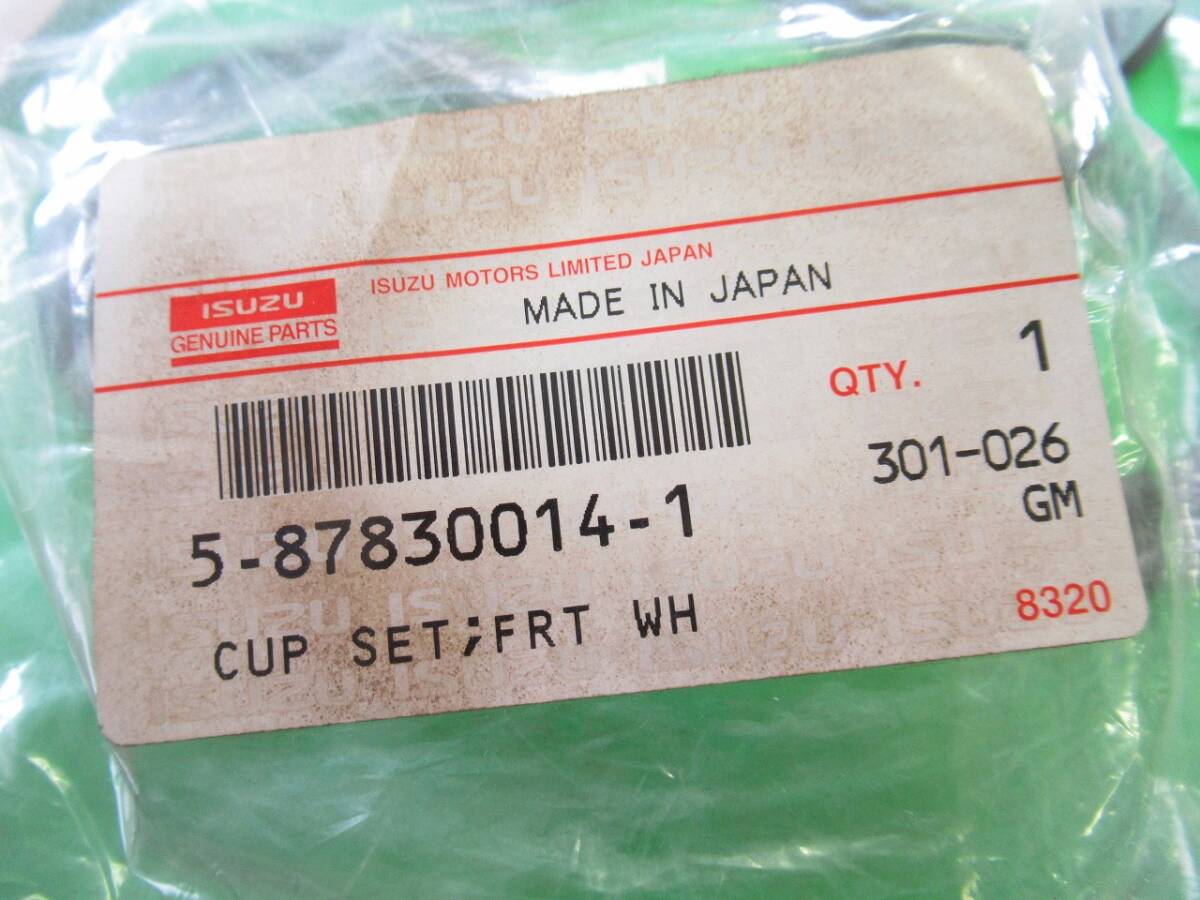 ISUZU MOTORS LIMITED JAPAN
ISUZU
GENUINE PARTS
MADE IN JAPAN
QTY. 1
301-026
GM
5-87830014-1
CUP SET;FRT WH
8320